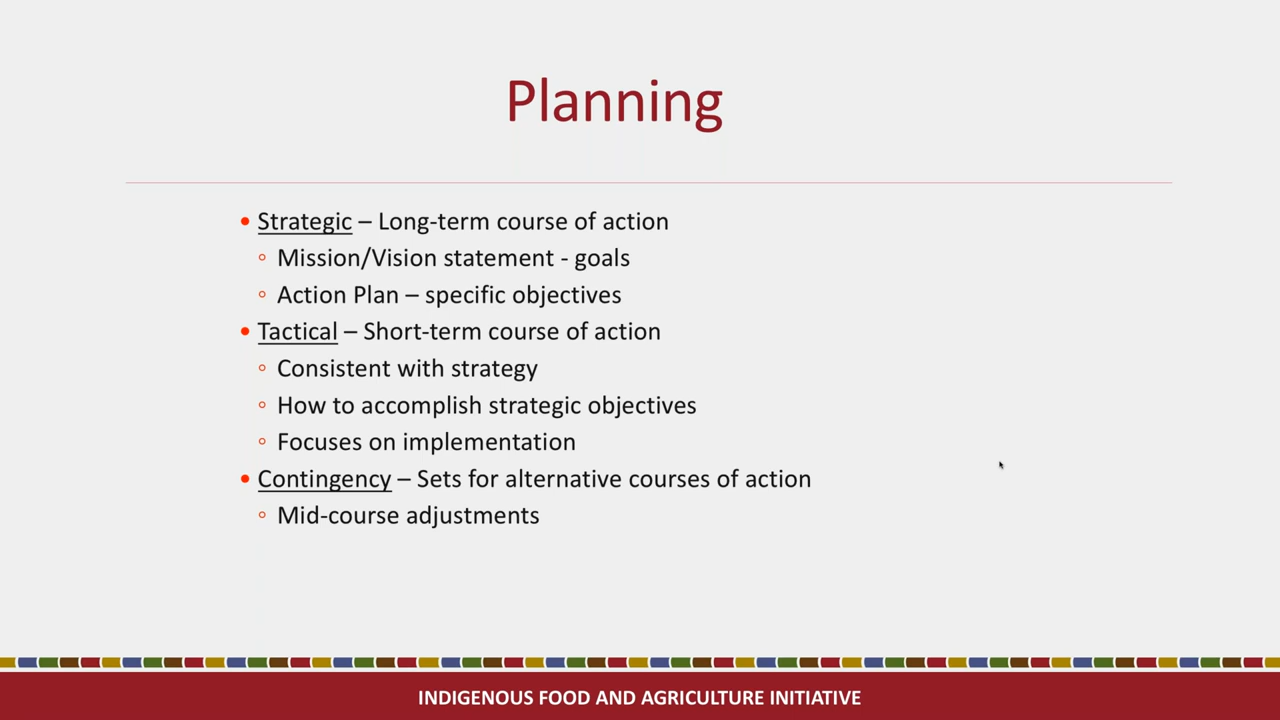 Planning
• Strategic – Long-term course of action
◦ Mission/Vision statement - goals
◦ Action Plan – specific objectives
• Tactical – Short-term course of action
◦ Consistent with strategy
◦ How to accomplish strategic objectives
◦ Focuses on implementation
• Contingency – Sets for alternative courses of action
◦ Mid-course adjustments
INDIGENOUS FOOD AND AGRICULTURE INITIATIVE